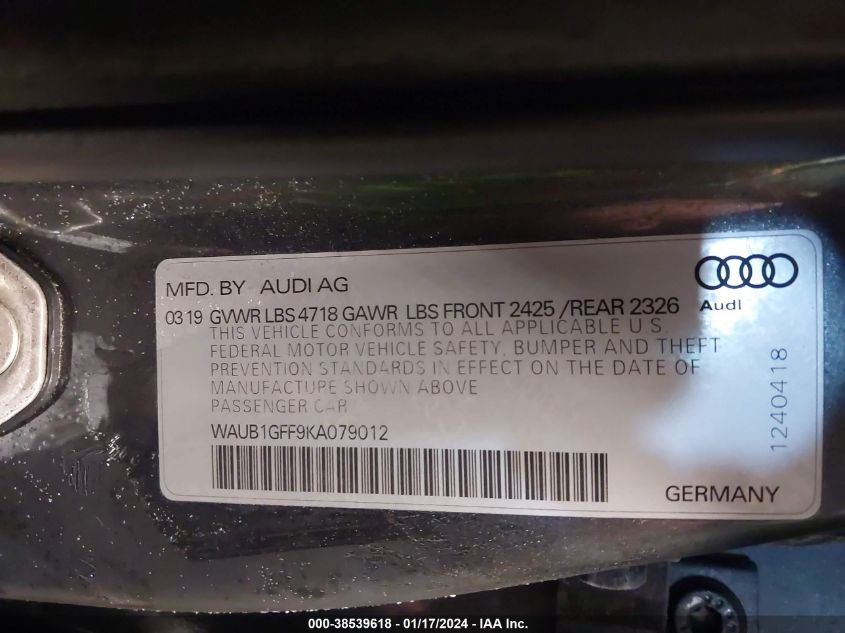 MFD. BY AUDI AG
0319 GVWR LBS 4718 GAWR LBS FRONT 2425 /REAR 2326
Audi
THIS VEHICLE CONFORMS TO ALL APPLICABLE U.S.
FEDERAL MOTOR VEHICLE SAFETY, BUMPER AND THEFT
PREVENTION STANDARDS IN EFFECT ON THE DATE OF
MANUFACTURE SHOWN ABOVE
PASSENGER CAR
WAUB1GFF9KA079012
1240418
GERMANY
000-38539618 - 01/17/2024 - IAA Inc.